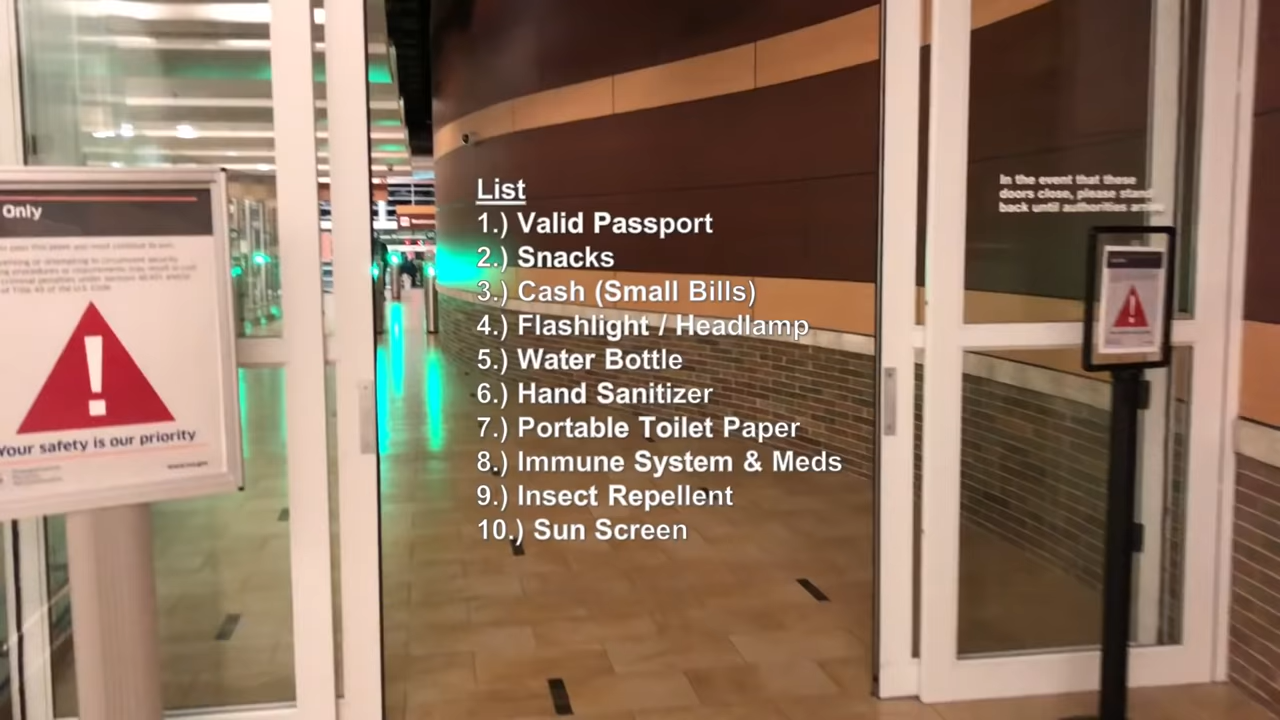 Only
Your safety is our priority
List
1.) Valid Passport
2.) Snacks
3.) Cash (Small Bills)
4.) Flashlight / Headlamp
5.) Water Bottle
6.) Hand Sanitizer
7.) Portable Toilet Paper
8.) Immune System & Meds
9.) Insect Repellent
10.) Sun Screen
In the event that these
doors close, please stand
back until authorities arrive